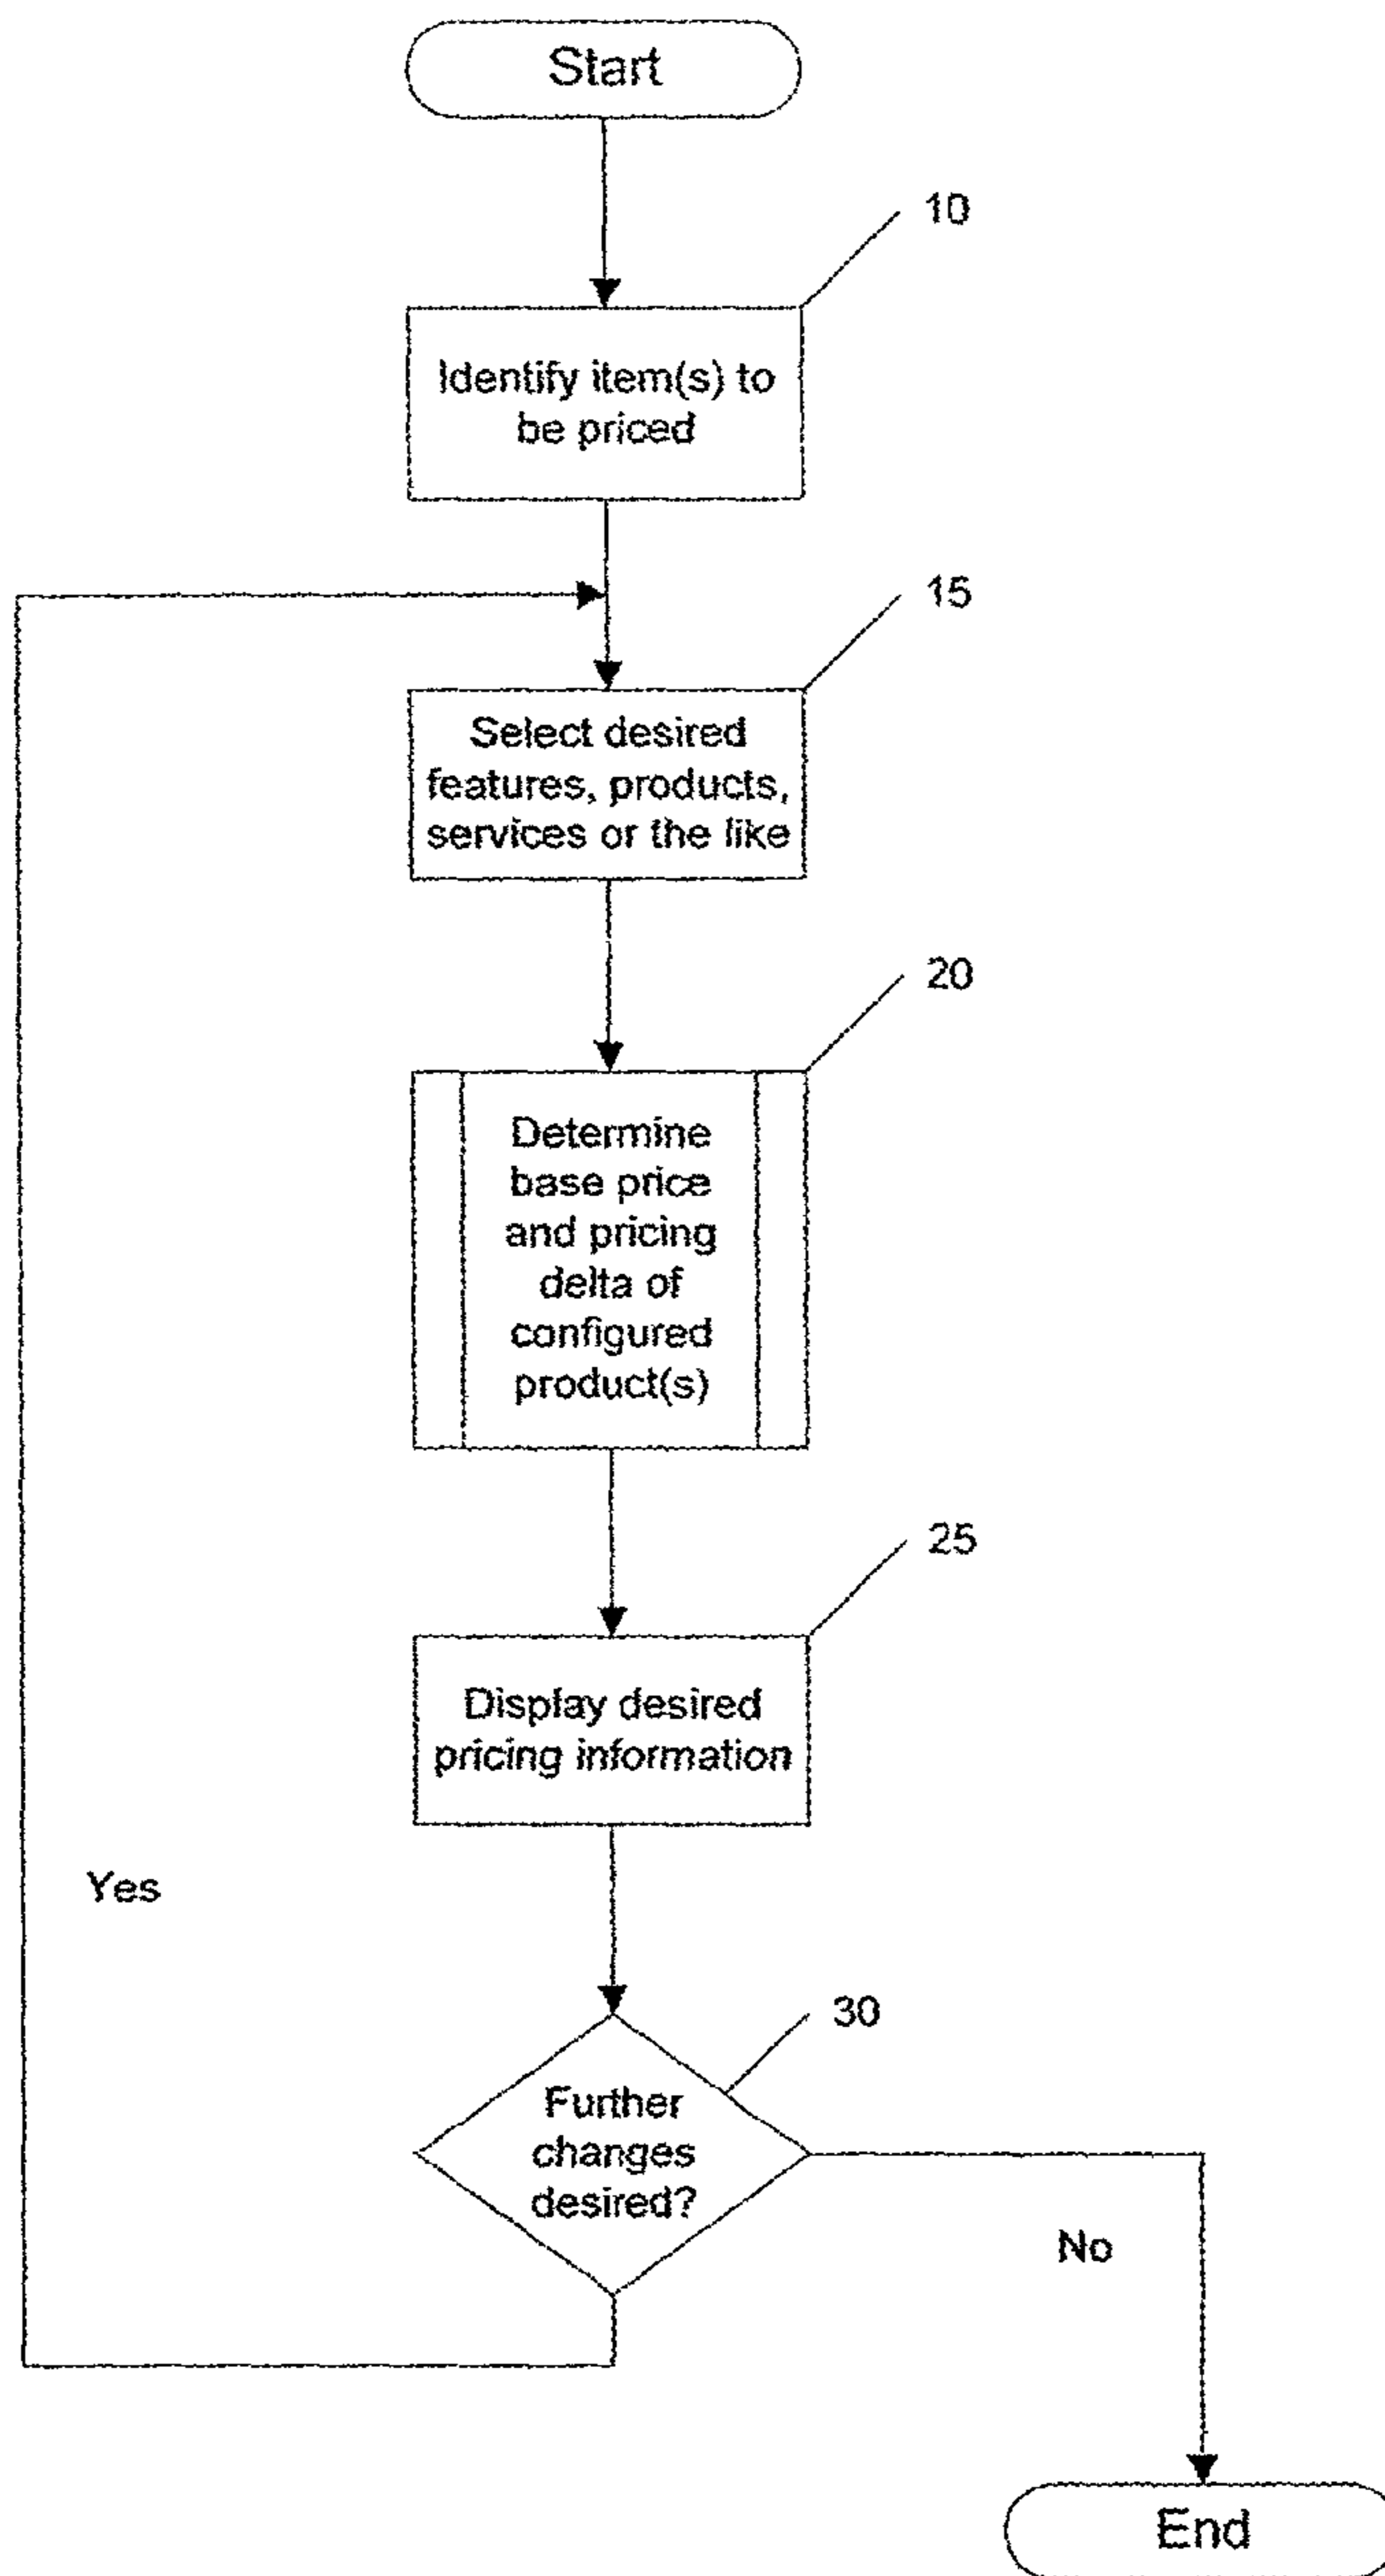 Start
10
Identify item(s) to
be priced
15
Select desired
features, products,
services or the like
20
Determine
base price
and pricing
delta of
configured
product(s)
25
Display desired
pricing information
Yes
30
Further
changes
desired?
No
End